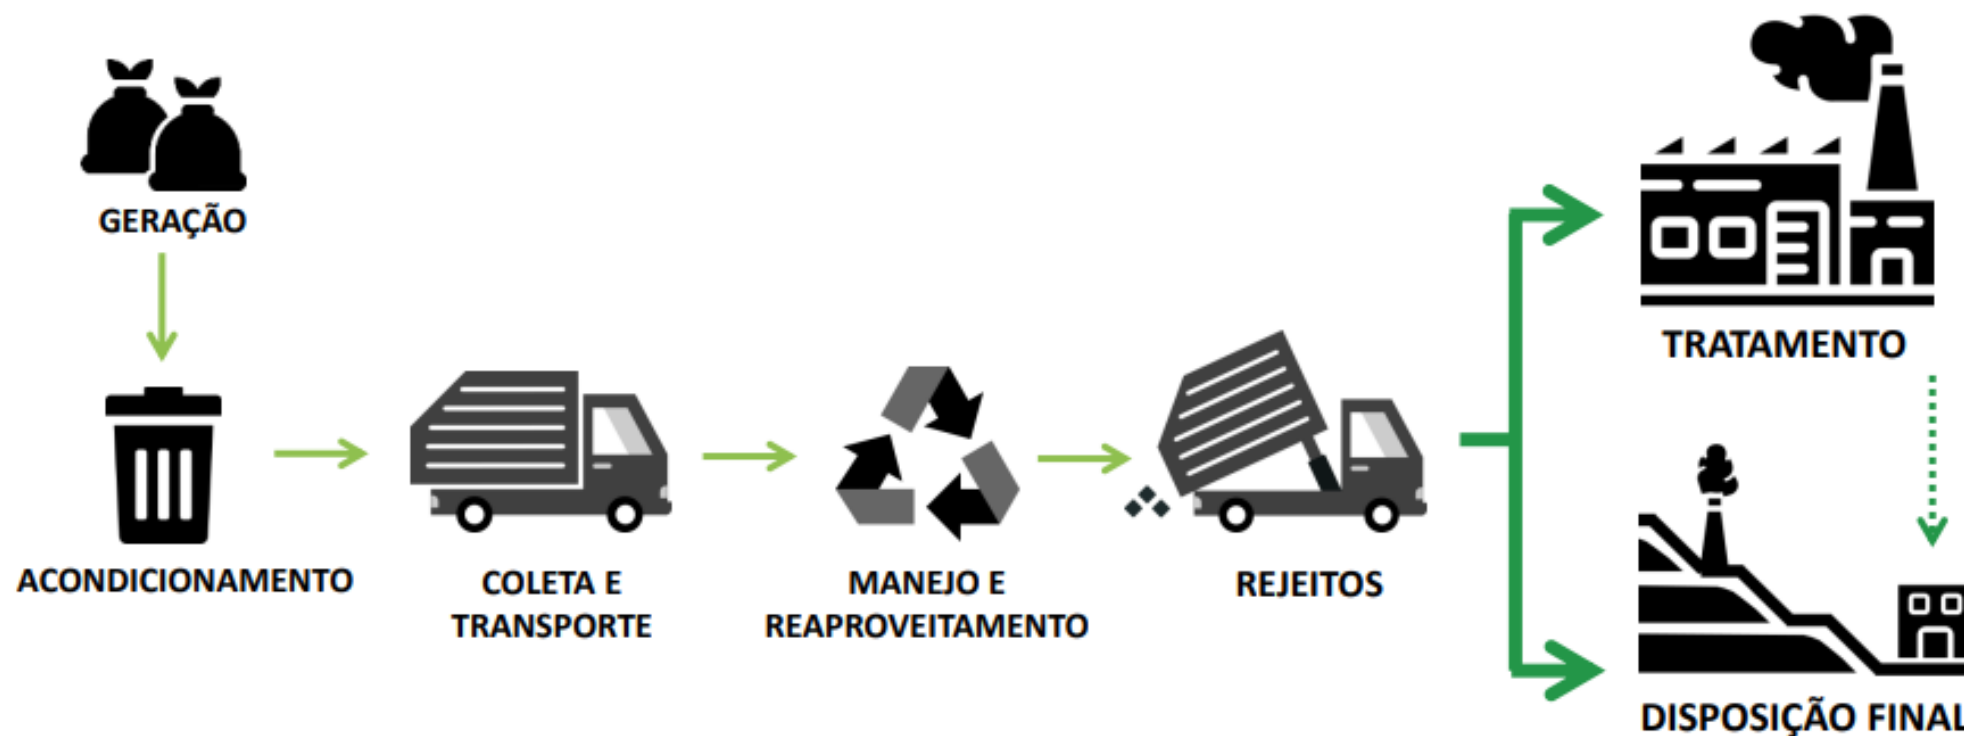 GERAÇÃO
ACONDICIONAMENTO
COLETA E
TRANSPORTE
MANEJO E
REAPROVEITAMENTO
REJEITOS
TRATAMENTO
DISPOSIÇÃO FINAL